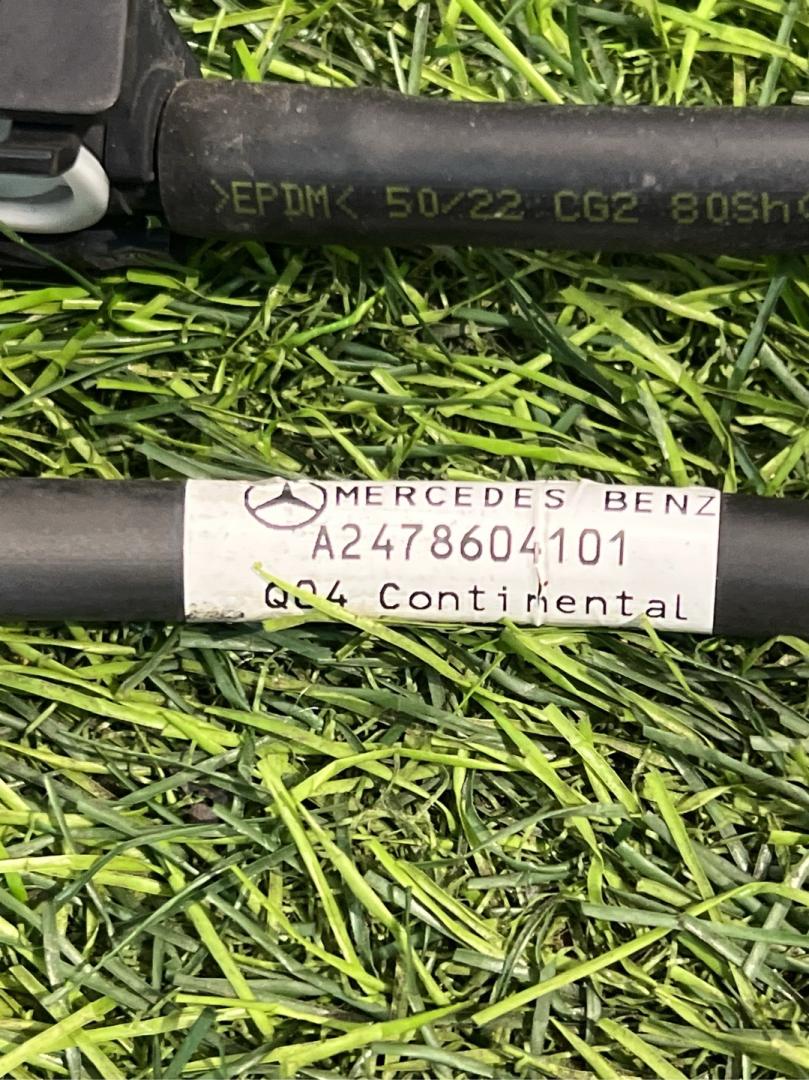 >EPDM< 50/22 CG2 80Sh
MERCEDES BENZ
A2478604101
Q04 Continental